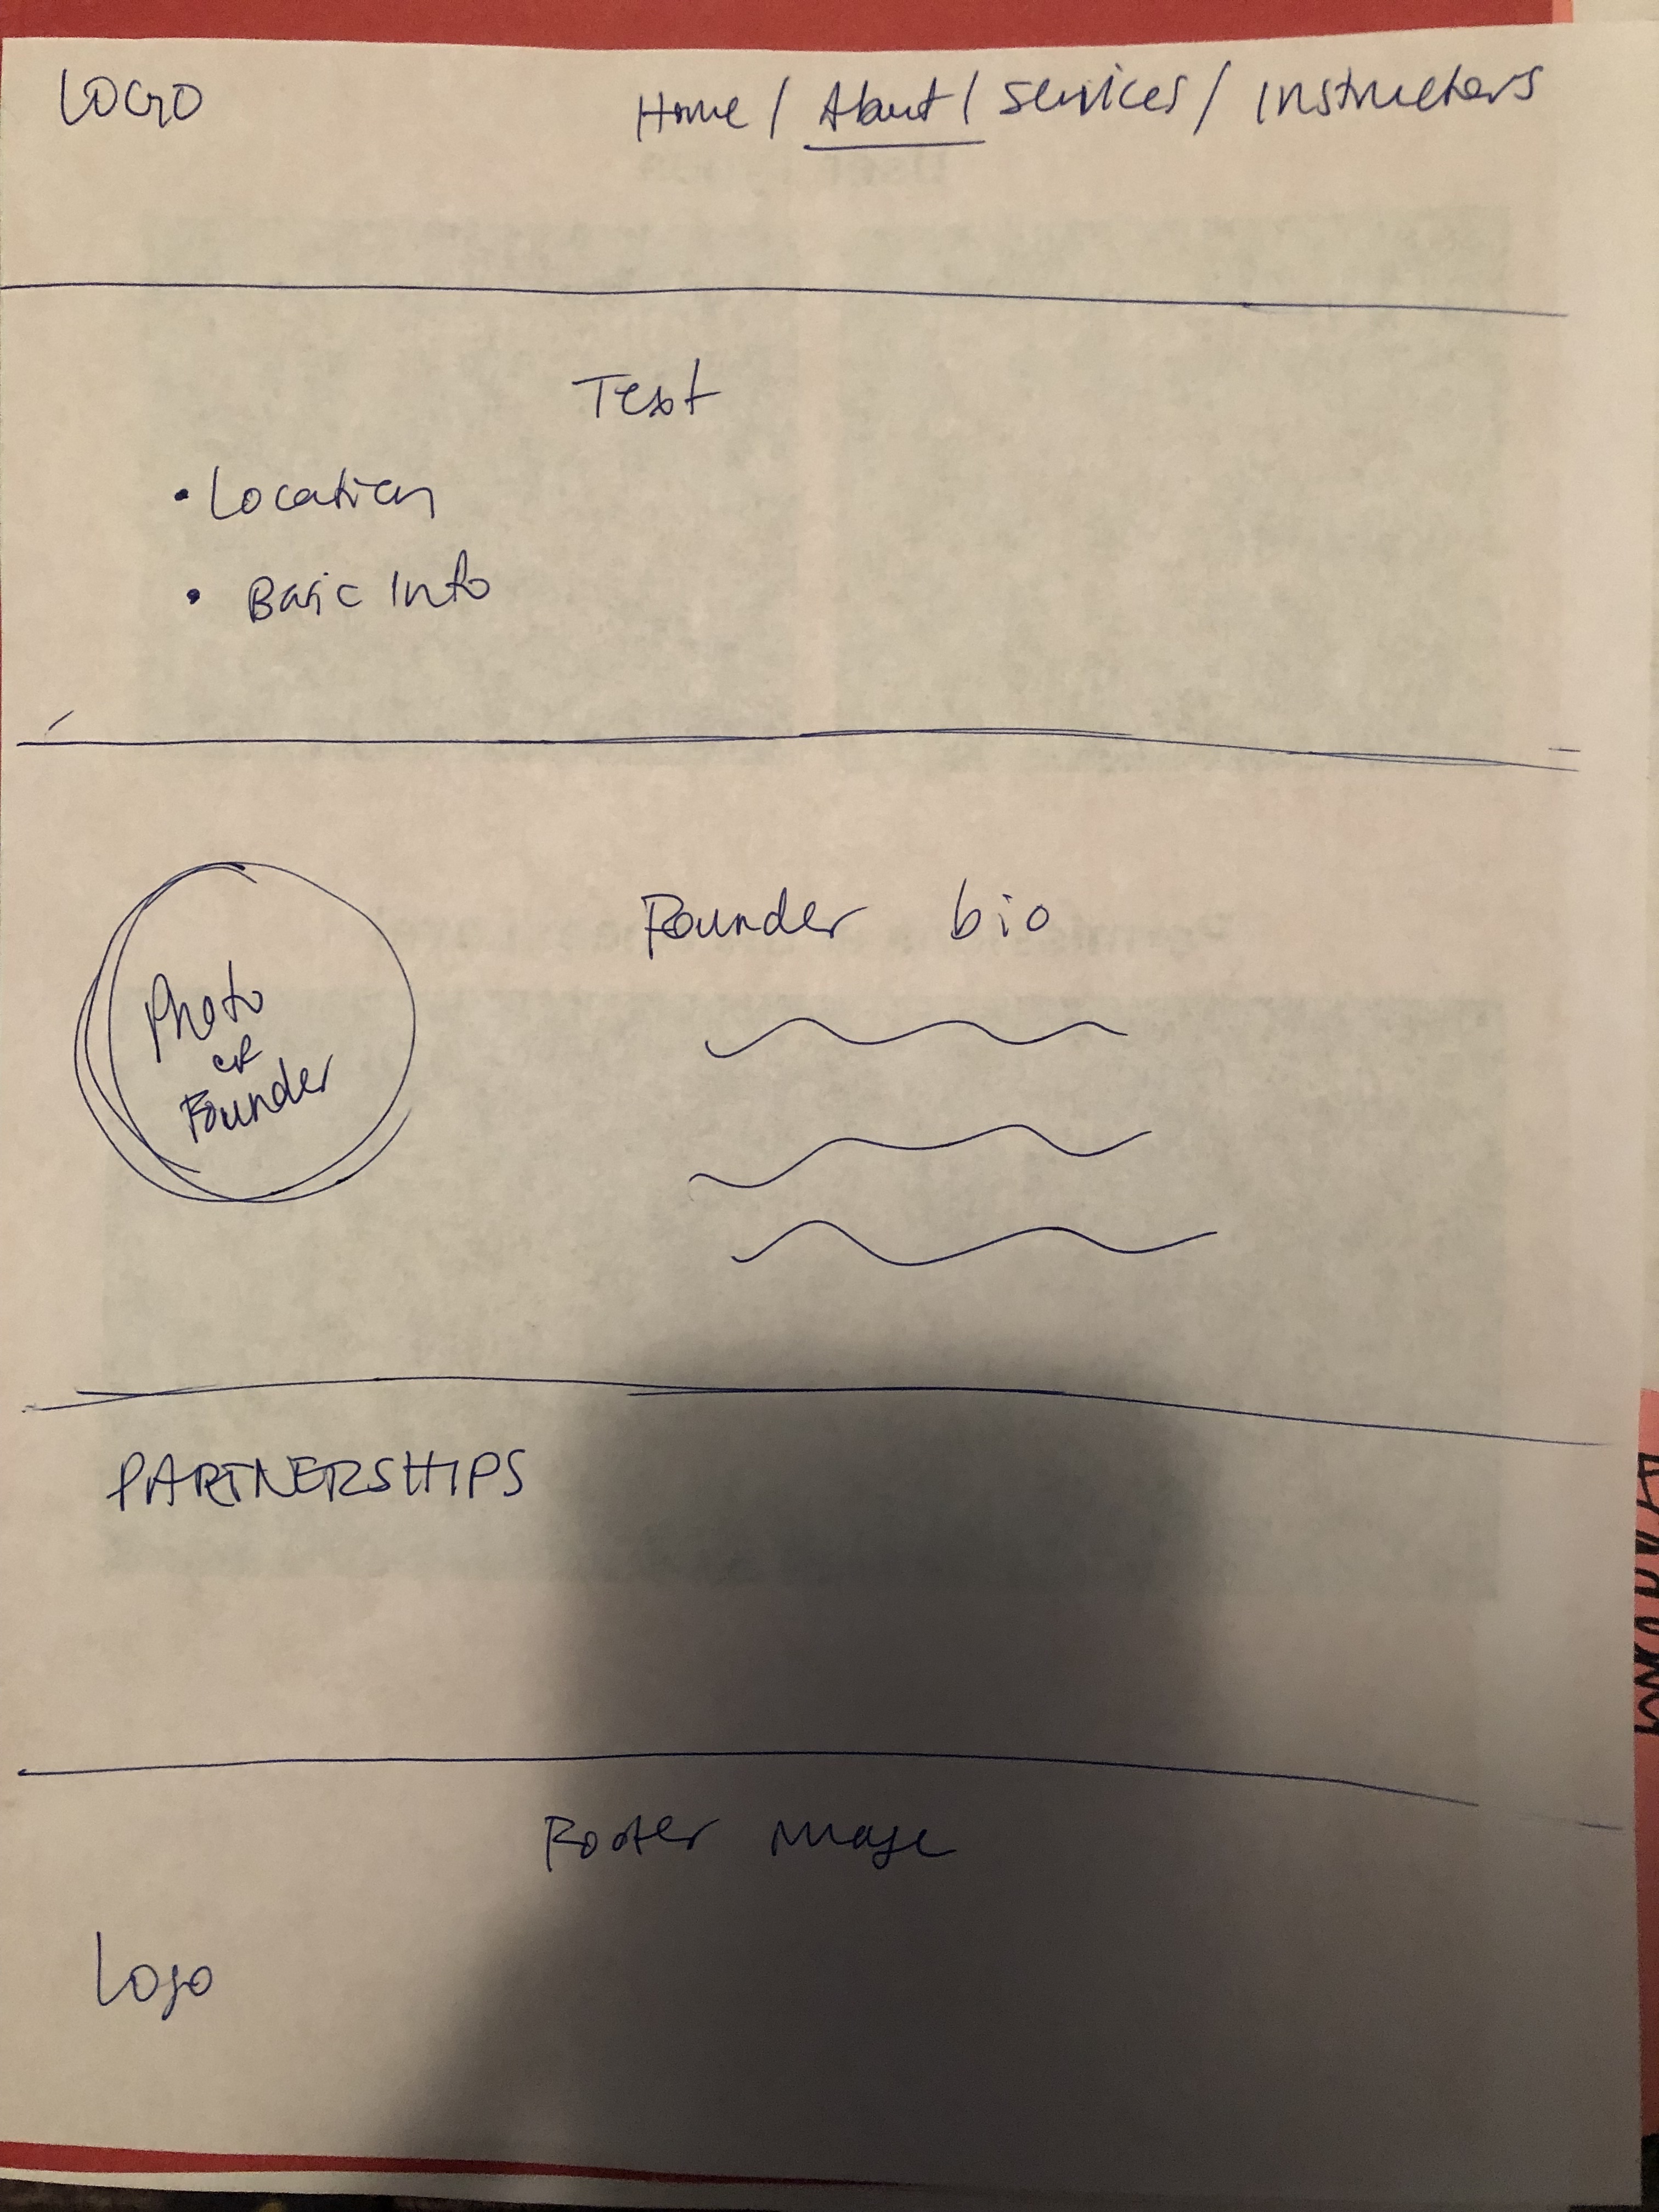 LOGO
Home / About / Services / Instructors
Text
• Location
• Basic Info
Founder bio
Photo
of
Founder
PARTNERSHIPS
Footer image
Logo